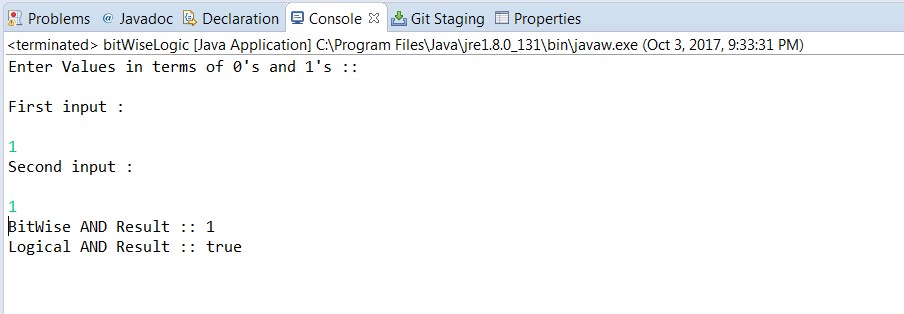 Problems @ Javadoc Declaration Console Git Staging Properties
<terminated> bitWiseLogic [Java Application] C:\Program Files\Java\jre1.8.0_131\bin\javaw.exe (Oct 3, 2017, 9:33:31 PM)
Enter Values in terms of 0's and 1's ::
First input :
1
Second input :
1
BitWise AND Result :: 1
Logical AND Result :: true